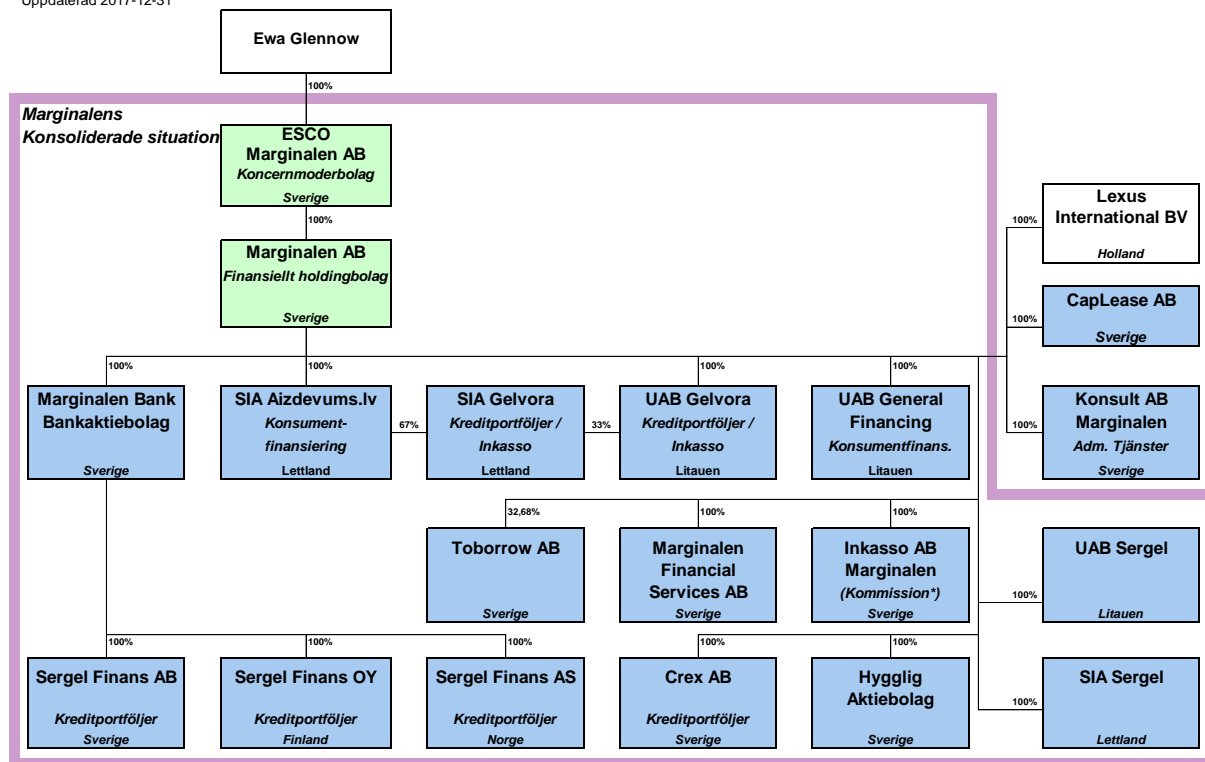 Uppdaterad 2017-12-31
Ewa Glennow
100%
Marginalens
Konsoliderade situation
ESCO
Marginalen AB
Koncernmoderbolag
Sverige
100%
Marginalen AB
Finansiellt holdingbolag
Sverige
100%
Lexus
International BV
Holland
100%
CapLease AB
Sverige
100%
Konsult AB
Marginalen
Adm. Tjänster
Sverige
100%
Marginalen Bank
Bankaktiebolag
Sverige
100%
SIA Aizdevums.lv
Konsument-
finansiering
Lettland
67%
SIA Gelvora
Kreditportföljer /
Inkasso
Lettland
33%
100%
UAB Gelvora
Kreditportföljer /
Inkasso
Litauen
100%
UAB General
Financing
Konsumentfinans.
Litauen
32,68%
Toborrow AB
Sverige
100%
Marginalen
Financial
Services AB
Sverige
100%
Inkasso AB
Marginalen
(Kommission*)
Sverige
100%
UAB Sergel
Litauen
100%
Sergel Finans AB
Kreditportföljer
Sverige
100%
Sergel Finans OY
Kreditportföljer
Finland
100%
Sergel Finans AS
Kreditportföljer
Norge
100%
Crex AB
Kreditportföljer
Sverige
100%
Hygglig
Aktiebolag
Sverige
100%
SIA Sergel
Lettland